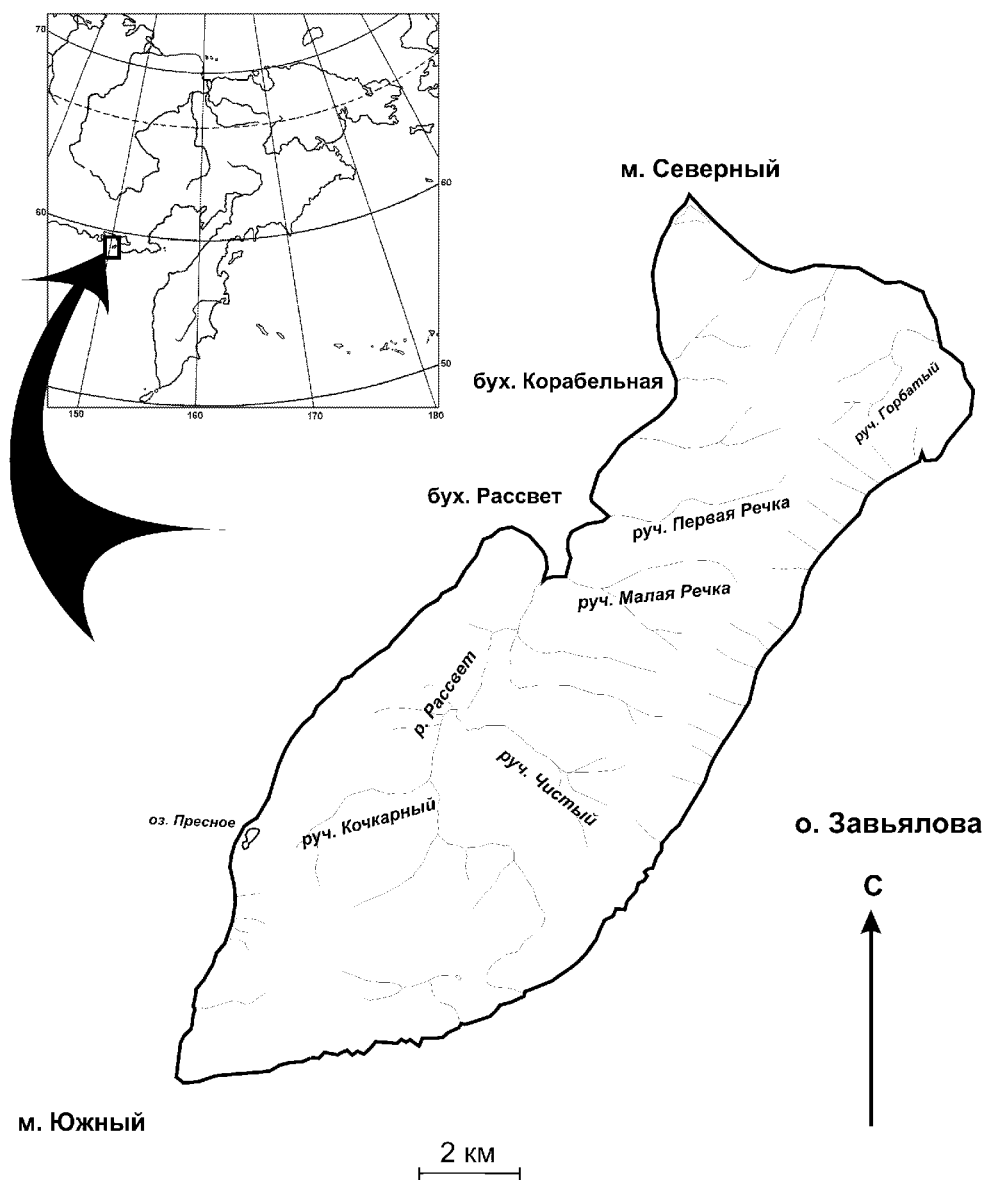 70
60
60
50
150
160
170
180
м. Северный
бух. Корабельная
руч. Горбатый
бух. Рассвет
руч. Первая Речка
руч. Малая Речка
р. Рассвет
руч. Чистый
оз. Пресное
руч. Кочкарный
о. Завьялова
С
м. Южный
2 км